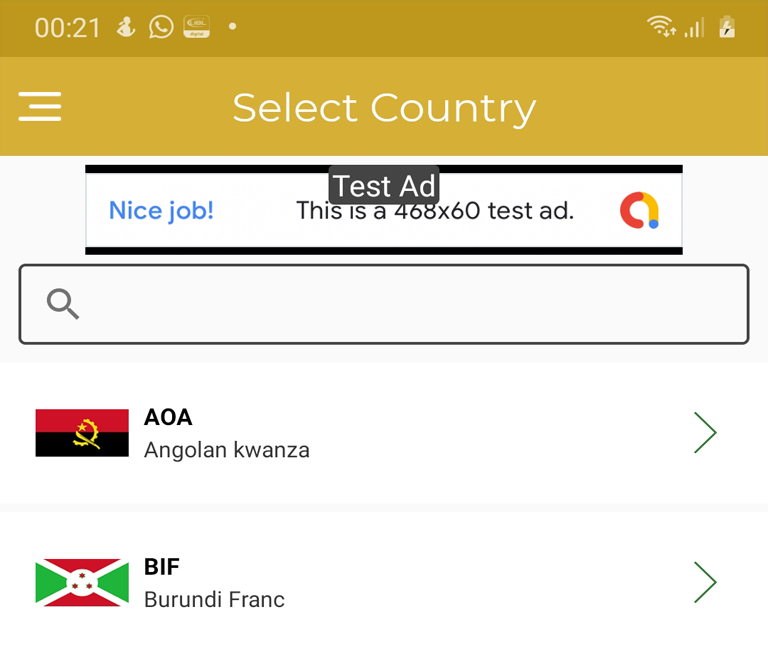 00:21
Select Country
Test Ad
Nice job! This is a 468x60 test ad.
AOA
Angolan kwanza
BIF
Burundi Franc